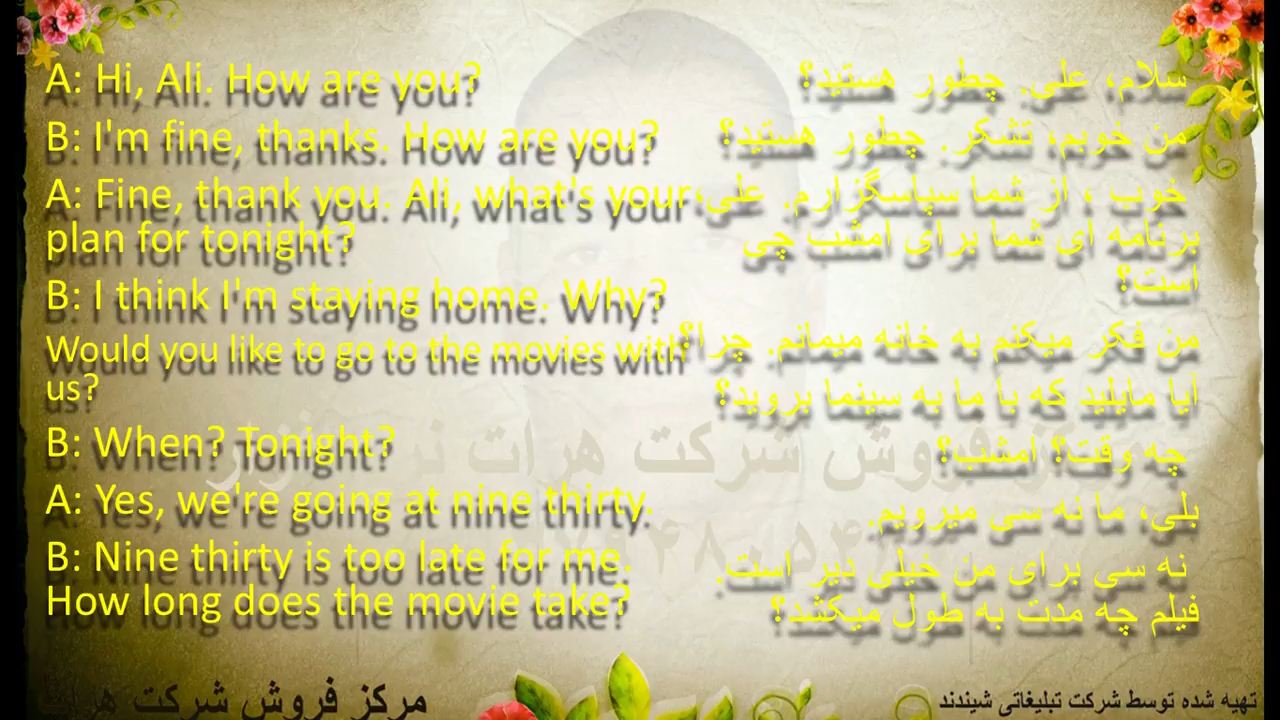 A: Hi, Ali. How are you?
B: I'm fine, thanks. How are you?
A: Fine, thank you. Ali, what's your
plan for tonight?
B: I think I'm staying home. Why?
Would you like to go to the movies with
us?
B: When? Tonight?
A: Yes, we're going at nine thirty.
B: Nine thirty is too late for me.
How long does the movie take?
سلام، علی. چطور هستید؟
من خوبم، تشکر. چطور هستید؟
خوب ، از شما سپاسگزارم. علی،
برنامه ای شما برای امشب چی
است؟
من فکر میکنم به خانه میمانم. چرا؟
آیا مایلید که با ما به سینما بروید؟
چه وقت؟ امشب؟
بلی، ما نه سی میرویم.
نه سی برای من خیلی دیر است.
فیلم چه مدت به طول میکشد؟
مرکز فروش شرکت هرات
مرکز فروش شرکت هرات
تهیه شده توسط شرکت تبلیغاتی شیندند